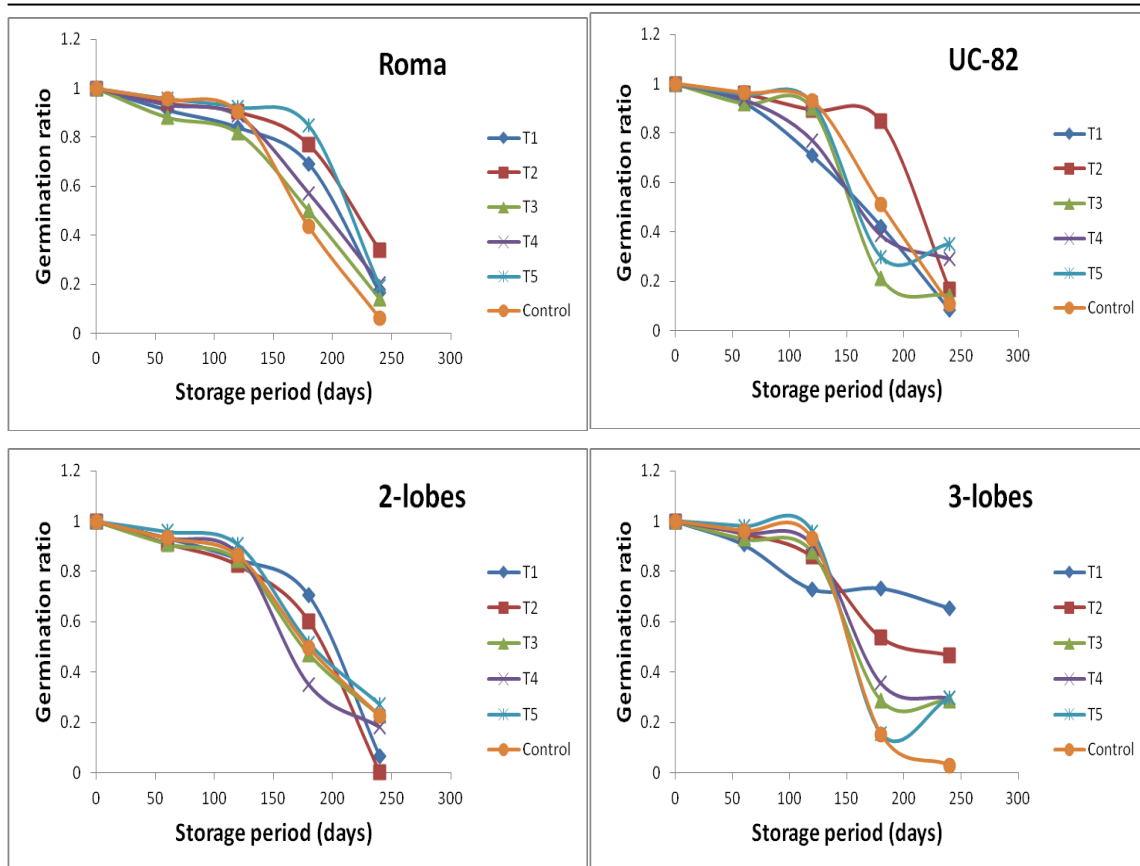 Roma
Germination ratio
1.2
1
0.8
0.6
0.4
0.2
0
0 50 100 150 200 250 300
Storage period (days)
T1
T2
T3
T4
T5
Control
UC-82
Germination ratio
1.2
1
0.8
0.6
0.4
0.2
0
0 50 100 150 200 250 300
Storage period (days)
T1
T2
T3
T4
T5
Control
2-lobes
Germination ratio
1.2
1
0.8
0.6
0.4
0.2
0
0 50 100 150 200 250 300
Storage period (days)
T1
T2
T3
T4
T5
Control
3-lobes
Germination ratio
1.2
1
0.8
0.6
0.4
0.2
0
0 50 100 150 200 250 300
Storage period (days)
T1
T2
T3
T4
T5
Control